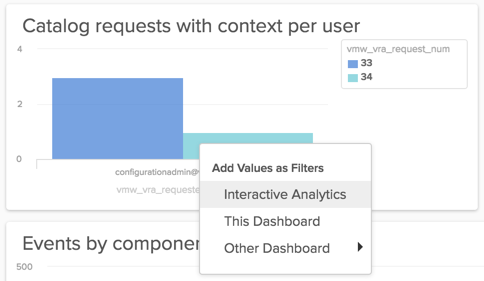 Catalog requests with context per user
4
2
0
vmw_vra_request_num
33
34
configurationadmin@
vmw_vra_requeste
Add Values as Filters
Interactive Analytics
This Dashboard
Other Dashboard
Events by componen
500